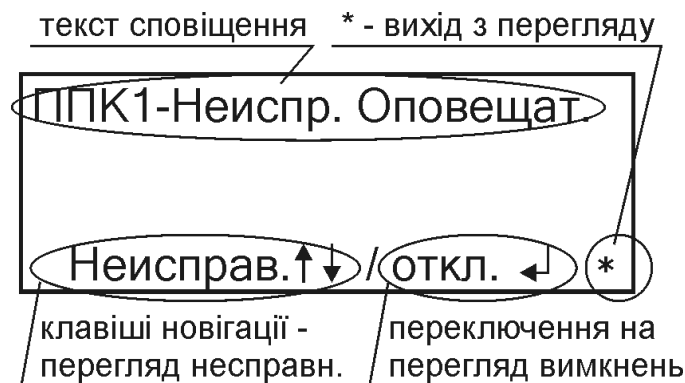 текст сповіщення * - вихід з перегляду
ППК1-Неиспр. Оповещат.
Неисправ.↑↓ / откл. ↲ *
клавіші новігації - переключення на
перегляд несправн. перегляд вимкнень